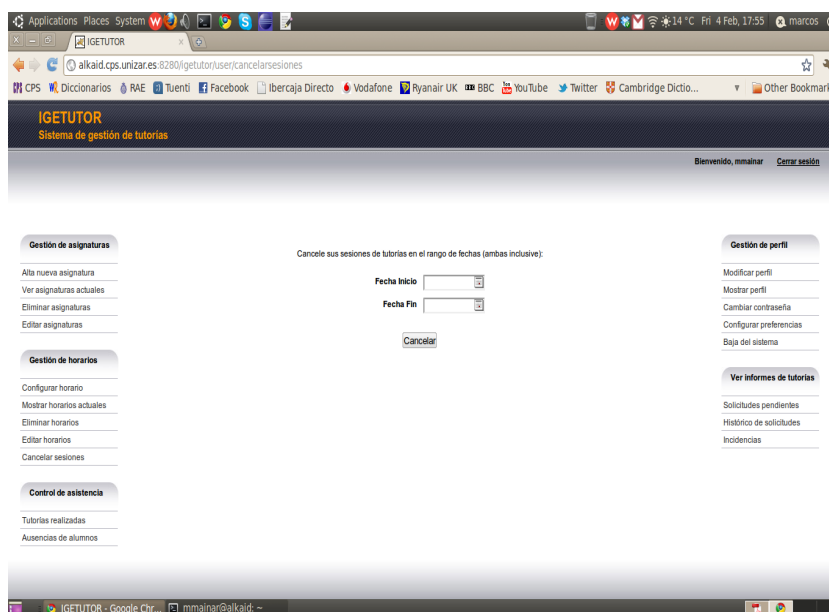 Applications Places System
14 °C Fri 4 Feb, 17:55 marcos
IGETUTOR
alkaid.cps.unizar.es:8280/igetutor/user/cancelarsesiones
CPS Diccionarios RAE Tuenti Facebook Ibercaja Directo Vodafone Ryanair UK BBC YouTube Twitter Cambridge Dictio... Other Bookmark
IGETUTOR
Sistema de gestión de tutorías
Bienvenido, mmainar Cerrar sesión
Gestión de asignaturas
Alta nueva asignatura
Ver asignaturas actuales
Eliminar asignaturas
Editar asignaturas
Gestión de horarios
Configurar horario
Mostrar horarios actuales
Eliminar horarios
Editar horarios
Cancelar sesiones
Control de asistencia
Tutorías realizadas
Ausencias de alumnos
Cancele sus sesiones de tutorías en el rango de fechas (ambas inclusive):
Fecha Inicio
Fecha Fin
Cancelar
Gestión de perfil
Modificar perfil
Mostrar perfil
Cambiar contraseña
Configurar preferencias
Baja del sistema
Ver informes de tutorías
Solicitudes pendientes
Histórico de solicitudes
Incidencias
IGETUTOR - Google Chr... mmainar@alkaid: ~